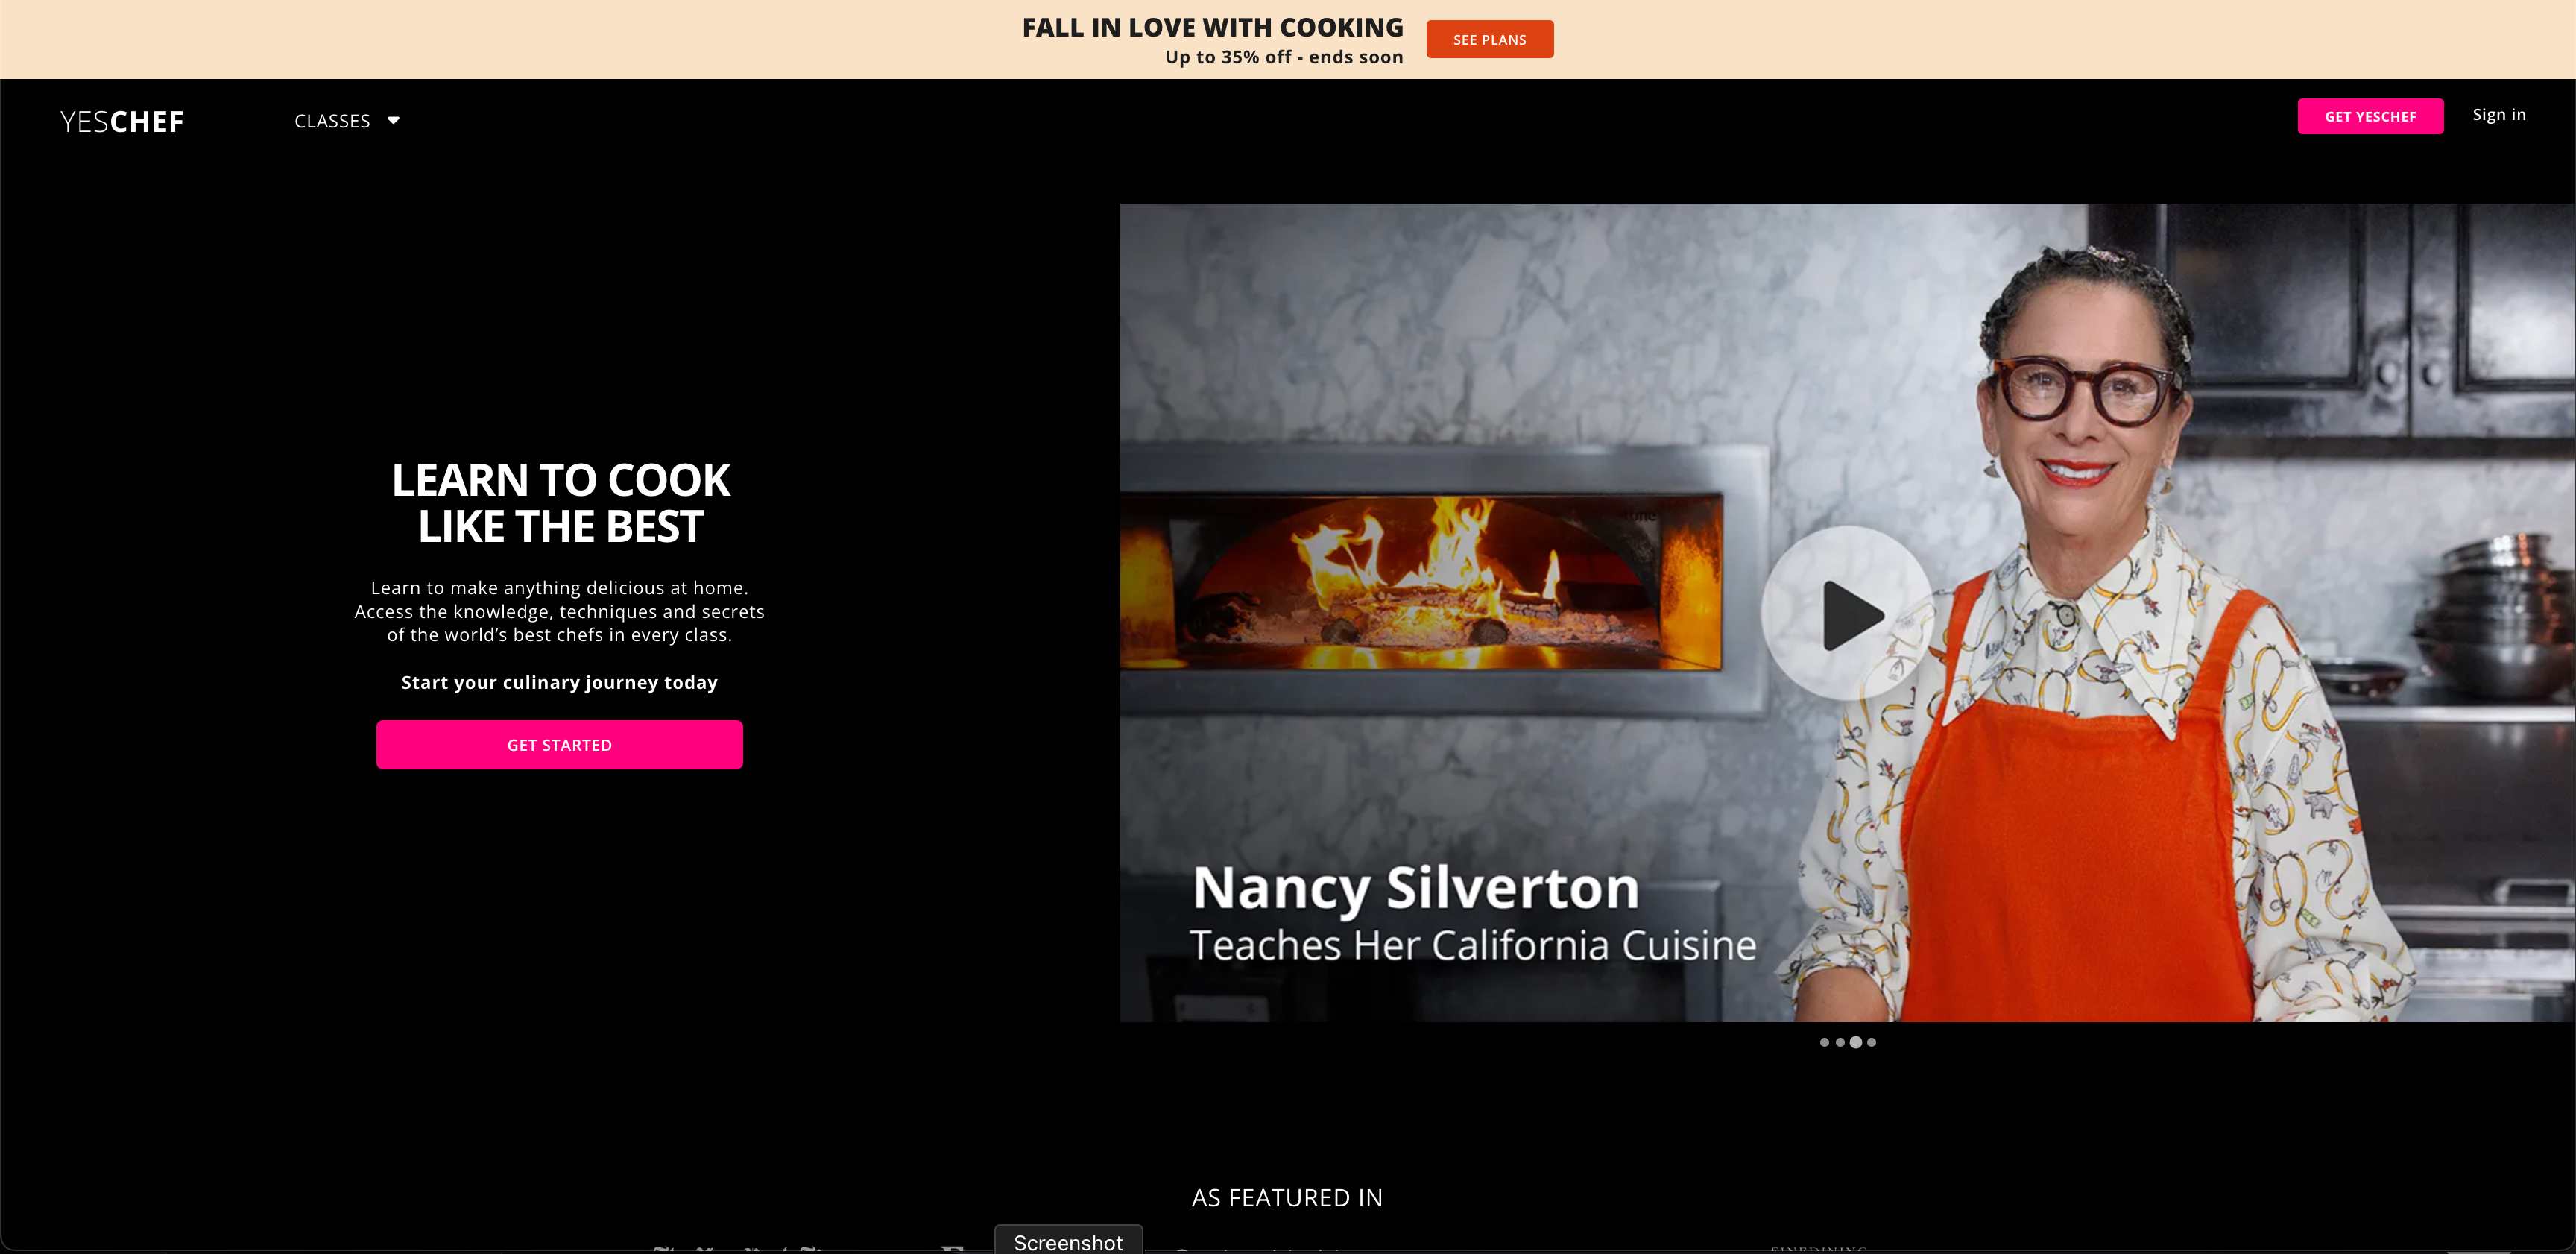 FALL IN LOVE WITH COOKING
Up to 35% off - ends soon
SEE PLANS
YESCHEF
CLASSES
GET YESCHEF
Sign in
LEARN TO COOK
LIKE THE BEST
Learn to make anything delicious at home.
Access the knowledge, techniques and secrets
of the world’s best chefs in every class.
Start your culinary journey today
GET STARTED
Nancy Silverton
Teaches Her California Cuisine
AS FEATURED IN
Screenshot